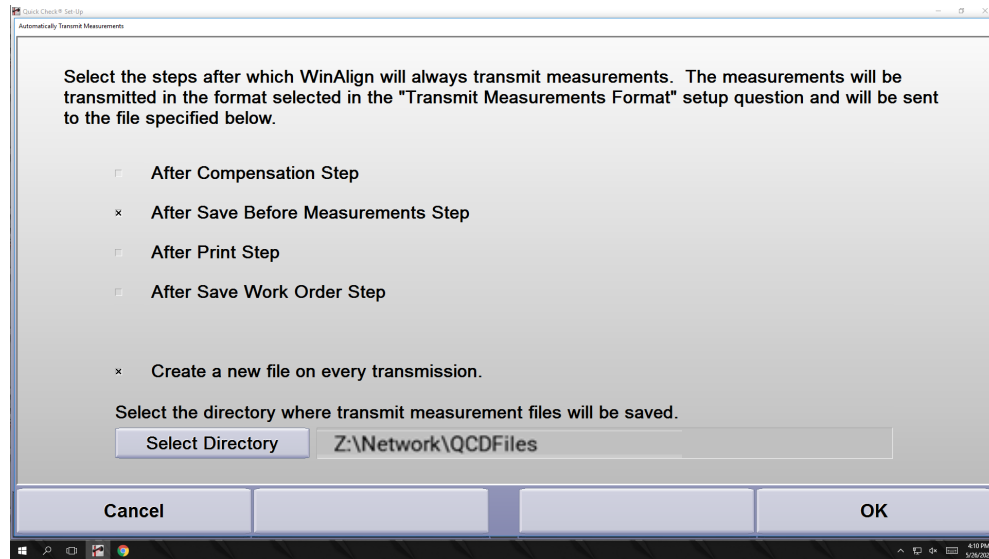 Quick Check® Set-Up
Automatically Transmit Measurements
Select the steps after which WinAlign will always transmit measurements.  The measurements will be
transmitted in the format selected in the "Transmit Measurements Format" setup question and will be sent
to the file specified below.
After Compensation Step
After Save Before Measurements Step
After Print Step
After Save Work Order Step
Create a new file on every transmission.
Select the directory where transmit measurement files will be saved.
Select Directory
Z:\Network\QCDFiles
Cancel
OK
4:10 PM